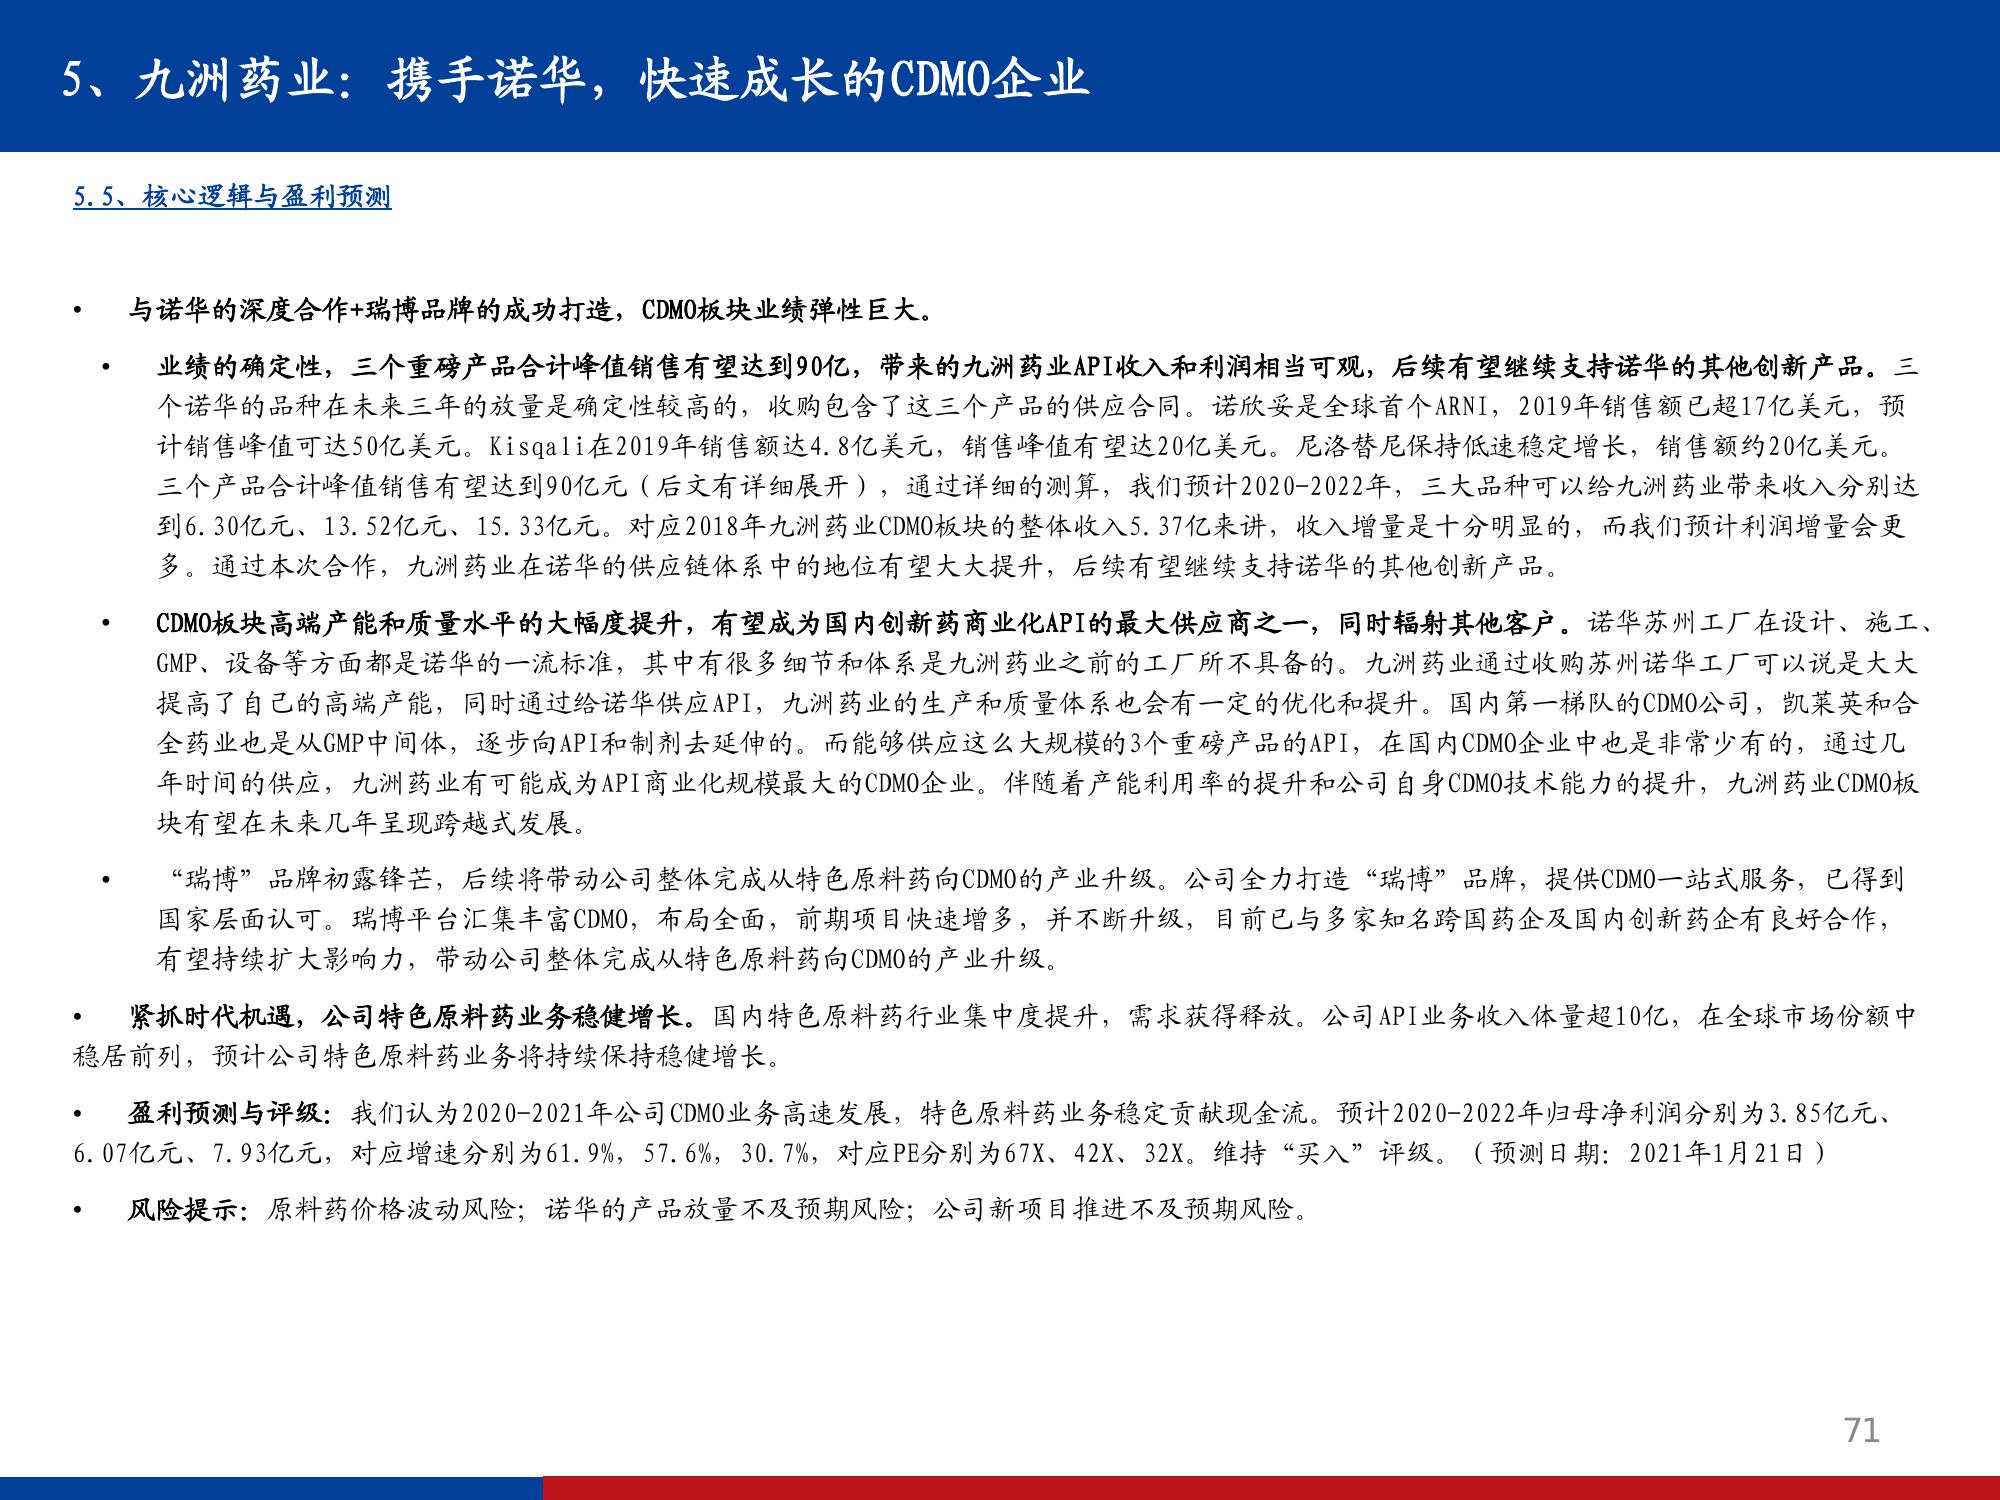 5、九洲药业：携手诺华，快速成长的CDMO企业
5.5、核心逻辑与盈利预测
• 与诺华的深度合作+瑞博品牌的成功打造，CDMO板块业绩弹性巨大。
• 业绩的确定性，三个重磅产品合计峰值销售有望达到90亿，带来的九洲药业API收入和利润相当可观，后续有望继续支持诺华的其他创新产品。三
个诺华的品种在未来三年的放量是确定性较高的，收购包含了这三个产品的供应合同。诺欣妥是全球首个ARNI，2019年销售额已超17亿美元，预
计销售峰值可达50亿美元。Kisqali在2019年销售额达4.8亿美元，销售峰值有望达20亿美元。尼洛替尼保持低速稳定增长，销售额约20亿美元。
三个产品合计峰值销售有望达到90亿元（后文有详细展开），通过详细的测算，我们预计2020-2022年，三大品种可以给九洲药业带来收入分别达
到6.30亿元、13.52亿元、15.33亿元。对应2018年九洲药业CDMO板块的整体收入5.37亿来讲，收入增量是十分明显的，而我们预计利润增量会更
多。通过本次合作，九洲药业在诺华的供应链体系中的地位有望大大提升，后续有望继续支持诺华的其他创新产品。
• CDMO板块高端产能和质量水平的大幅度提升，有望成为国内创新药商业化API的最大供应商之一，同时辐射其他客户。诺华苏州工厂在设计、施工、
GMP、设备等方面都是诺华的一流标准，其中有很多细节和体系是九洲药业之前的工厂所不具备的。九洲药业通过收购苏州诺华工厂可以说是大大
提高了自己的高端产能，同时通过给诺华供应API，九洲药业的生产和质量体系也会有一定的优化和提升。国内第一梯队的CDMO公司，凯莱英和合
全药业也是从GMP中间体，逐步向API和制剂去延伸的。而能够供应这么大规模的3个重磅产品的API，在国内CDMO企业中也是非常少有的，通过几
年时间的供应，九洲药业有可能成为API商业化规模最大的CDMO企业。伴随着产能利用率的提升和公司自身CDMO技术能力的提升，九洲药业CDMO板
块有望在未来几年呈现跨越式发展。
• “瑞博”品牌初露锋芒，后续将带动公司整体完成从特色原料药向CDMO的产业升级。公司全力打造“瑞博”品牌，提供CDMO一站式服务，已得到
国家层面认可。瑞博平台汇集丰富CDMO，布局全面，前期项目快速增多，并不断升级，目前已与多家知名跨国药企及国内创新药企有良好合作，
有望持续扩大影响力，带动公司整体完成从特色原料药向CDMO的产业升级。
• 紧抓时代机遇，公司特色原料药业务稳健增长。国内特色原料药行业集中度提升，需求获得释放。公司API业务收入体量超10亿，在全球市场份额中
稳居前列，预计公司特色原料药业务将持续保持稳健增长。
• 盈利预测与评级：我们认为2020-2021年公司CDMO业务高速发展，特色原料药业务稳定贡献现金流。预计2020-2022年归母净利润分别为3.85亿元、
6.07亿元、7.93亿元，对应增速分别为61.9%，57.6%，30.7%，对应PE分别为67X、42X、32X。维持“买入”评级。（预测日期：2021年1月21日）
• 风险提示：原料药价格波动风险；诺华的产品放量不及预期风险；公司新项目推进不及预期风险。
71